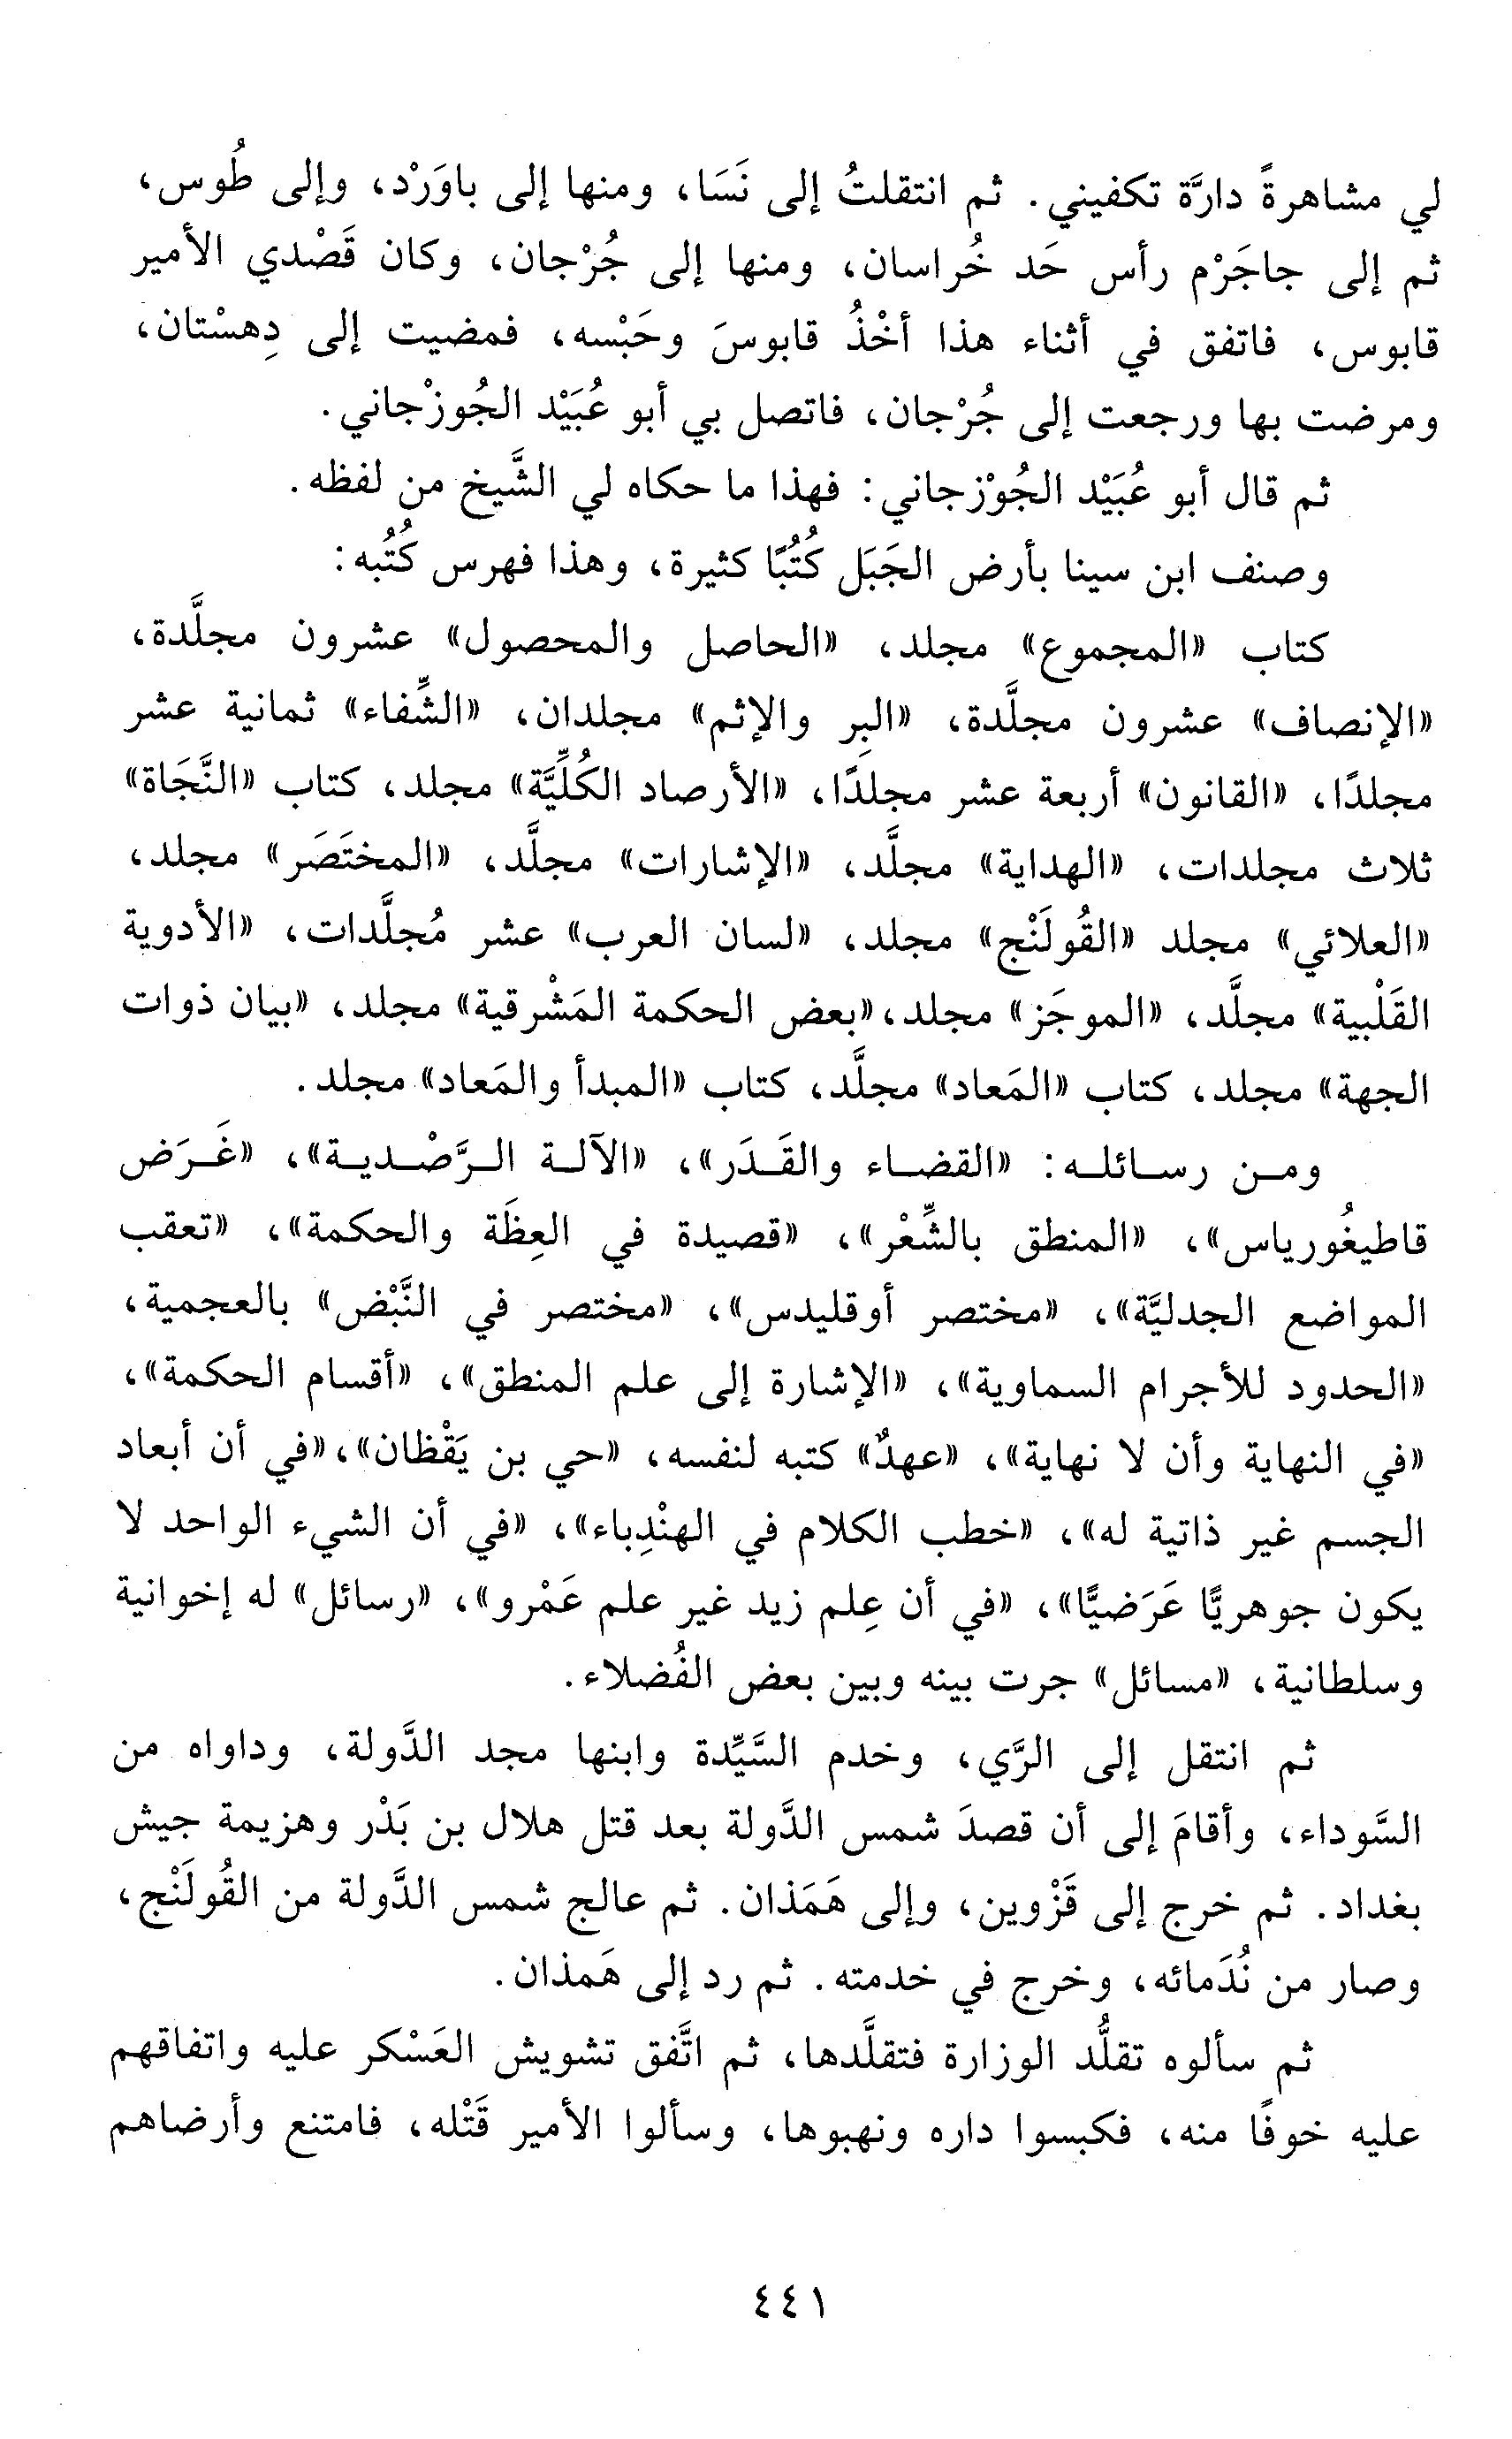 لي مشاهرةً دارَّة تكفيني. ثم انتقلتُ إلى نَسَا، ومنها إلى باوَرْد، وإلى طُوس،
ثم إلى جاجَرْم رأس حَد خُراسان، ومنها إلى جُرْجان، وكان قَصْدي الأمير
قابوس، فاتفق في أثناء هذا أخْذُ قابوسَ وحَبْسه، فمضيت إلى دِهسْتان،
ومرضت بها ورجعت إلى جُرْجان، فاتصل بي أبو عُبَيْد الجُوزْجاني.
ثم قال أبو عُبَيْد الجُوْزجاني: فهذا ما حكاه لي الشَّيخ من لفظه.
وصنف ابن سينا بأرض الجَبَل كُتُبًا كثيرة، وهذا فهرس كُتُبه:
كتاب «المجموع» مجلد، «الحاصل والمحصول» عشرون مجلَّدة،
«الإنصاف» عشرون مجلَّدة، «البِر والإثم» مجلدان، «الشِّفاء» ثمانية عشر
مجلدًا، «القانون» أربعة عشر مجلدًا، «الأرصاد الكُلِّيَّة» مجلد، كتاب «النَّجَاة»
ثلاث مجلدات، «الهداية» مجلَّد، «الإشارات» مجلَّد، «المختَصَر» مجلد،
«العلائي» مجلد «القُولَنْج» مجلد، «لسان العرب» عشر مُجلَّدات، «الأدوية
القَلْبية» مجلَّد، «الموجَز» مجلد، «بعض الحكمة المَشْرقية» مجلد، «بيان ذوات
الجهة» مجلد، كتاب «المَعاد» مجلَّد، كتاب «المبدأ والمَعاد» مجلد.
ومن رسائله: «القضاء والقَدَر»، «الآلة الرَّصْدية»، «غَرَض
قاطيغُورياس»، «المنطق بالشِّعْر»، «قصيدة في العِظَة والحكمة»، «تعقب
المواضع الجدليَّة»، «مختصر أوقليدس»، «مختصر في النَّبْض» بالعجمية،
«الحدود للأجرام السماوية»، «الإشارة إلى علم المنطق»، «أقسام الحكمة»،
«في النهاية وأن لا نهاية»، «عهدٌ» كتبه لنفسه، «حي بن يَقْظان»، «في أن أبعاد
الجسم غير ذاتية له»، «خطب الكلام في الهنْدِباء»، «في أن الشيء الواحد لا
يكون جوهريًّا عَرَضيًّا»، «في أن عِلم زيد غير علم عَمْرو»، «رسائل» له إخوانية
وسلطانية، «مسائل» جرت بينه وبين بعض الفُضلاء.
ثم انتقل إلى الرَّي، وخدم السَّيِّدة وابنها مجد الدَّولة، وداواه من
السَّوداء، وأقامَ إلى أن قصدَ شمس الدَّولة بعد قتل هلال بن بَدْر وهزيمة جيش
بغداد. ثم خرج إلى قَزْوين، وإلى هَمَذان. ثم عالج شمس الدَّولة من القُولَنْج،
وصار من نُدَمائه، وخرج في خدمته. ثم رد إلى هَمذان.
ثم سألوه تقلُّد الوزارة فتقلَّدها، ثم اتَّفق تشويش العَسْكر عليه واتفاقهم
عليه خوفًا منه، فكبسوا داره ونهبوها، وسألوا الأمير قَتْله، فامتنع وأرضاهم
٤٤١